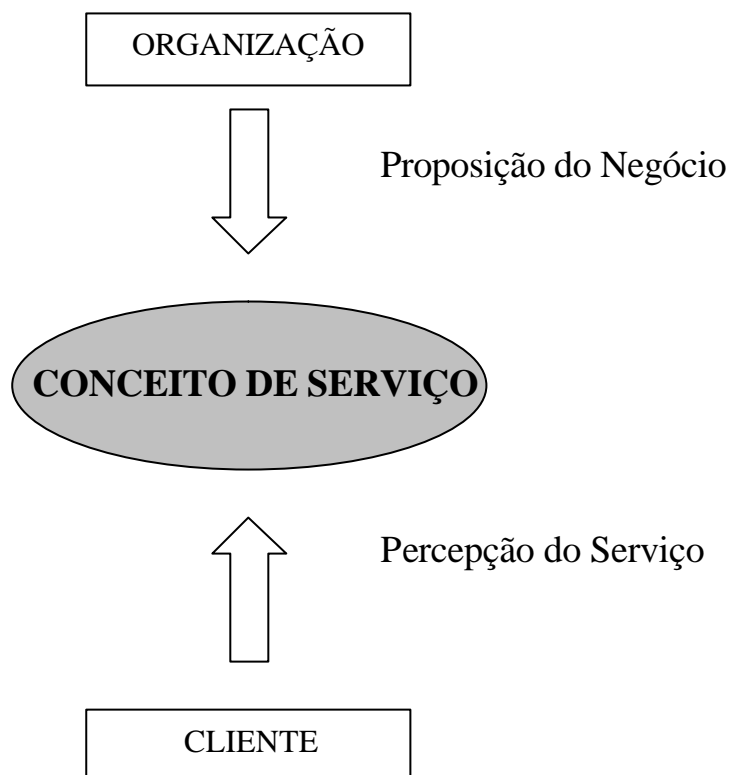 ORGANIZAÇÃO
Proposição do Negócio
CONCEITO DE SERVIÇO
Percepção do Serviço
CLIENTE